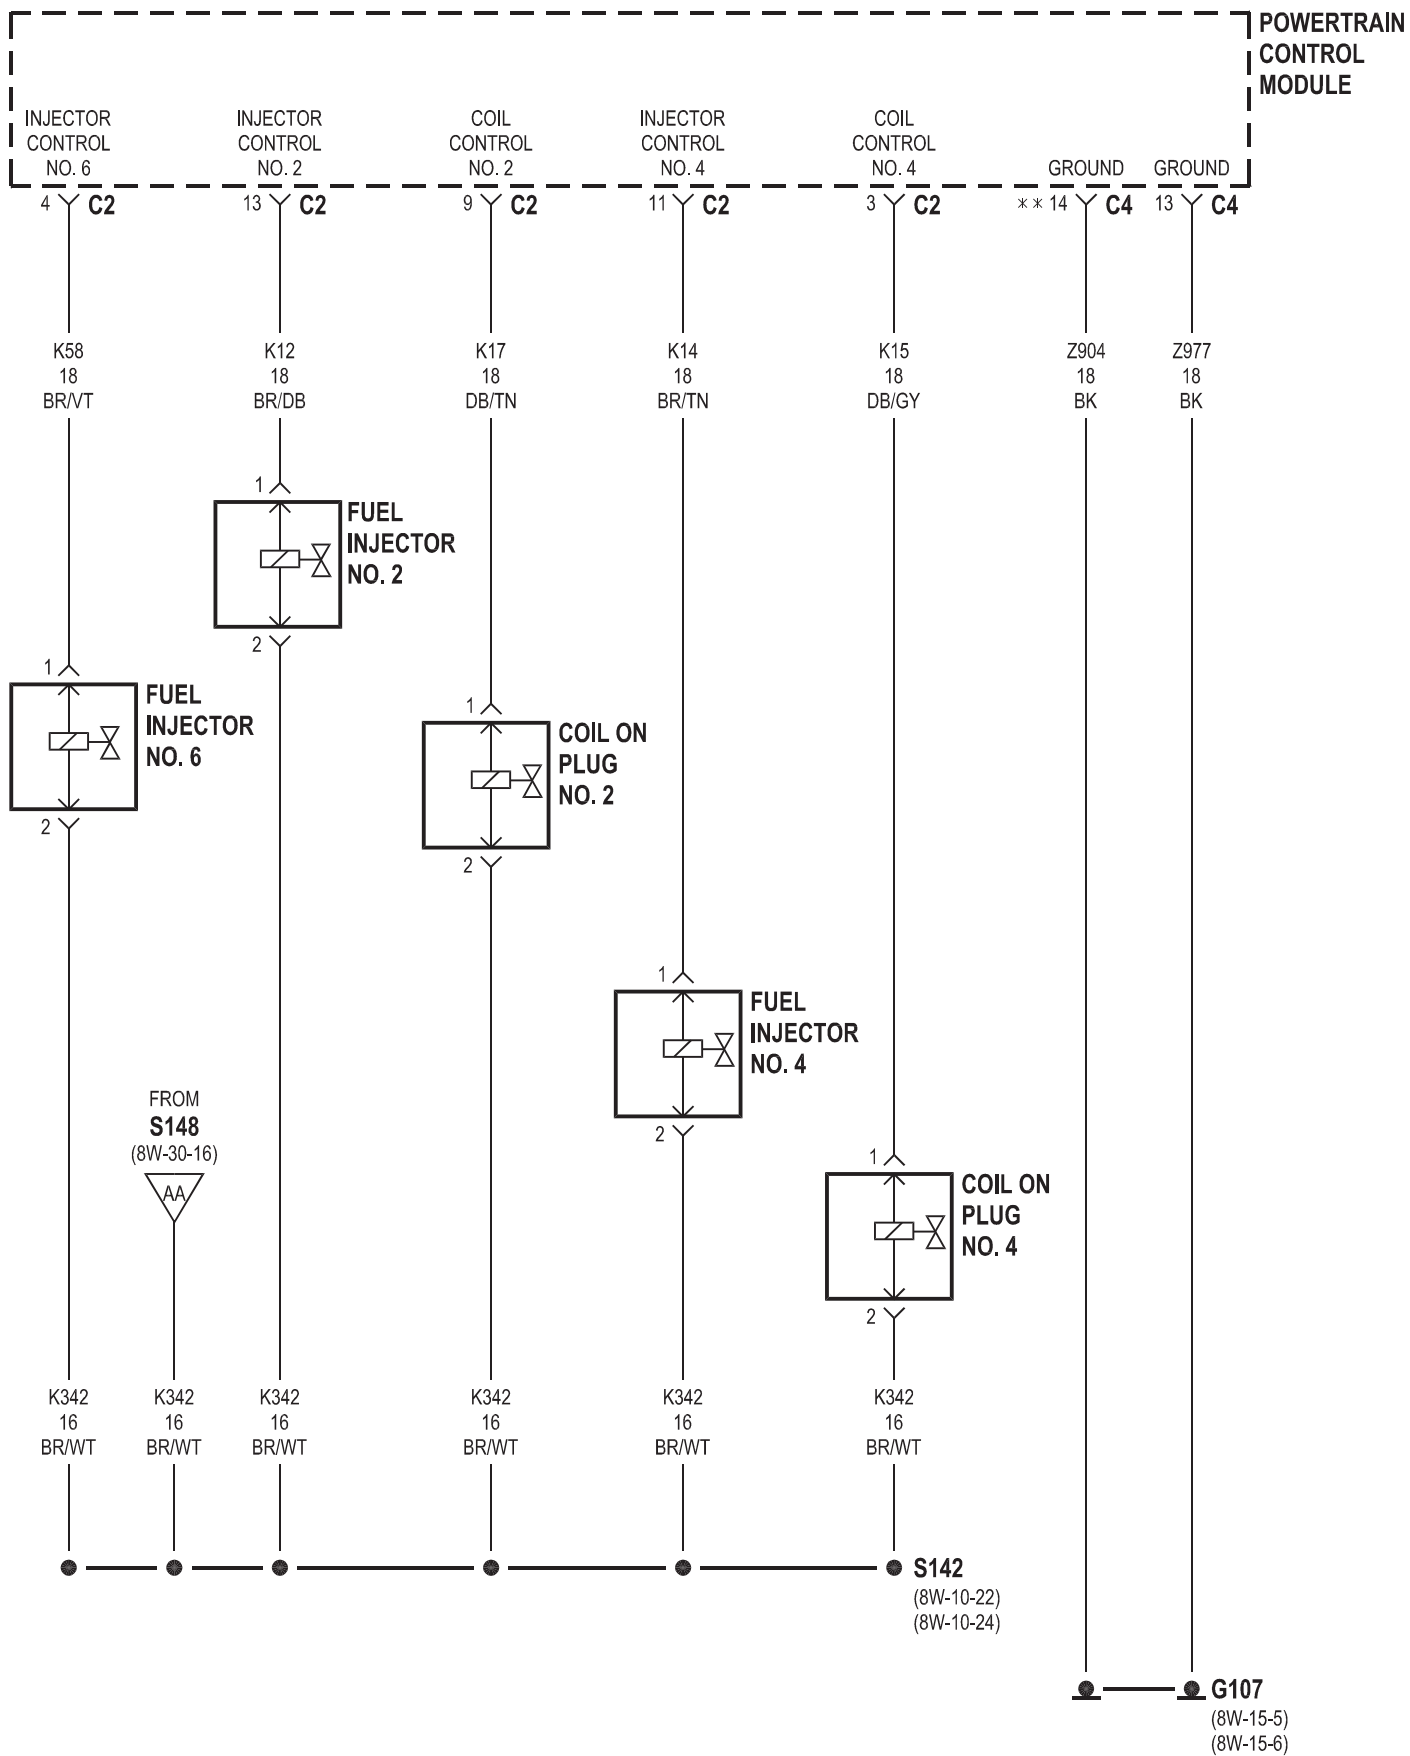 POWERTRAIN
CONTROL
MODULE
INJECTOR
CONTROL
NO. 6
INJECTOR
CONTROL
NO. 2
COIL
CONTROL
NO. 2
INJECTOR
CONTROL
NO. 4
COIL
CONTROL
NO. 4
GROUND
GROUND
4 C2
13 C2
9 C2
11 C2
3 C2
** 14 C4
13 C4
K58
18
BR/VT
K12
18
BR/DB
K17
18
DB/TN
K14
18
BR/TN
K15
18
DB/GY
Z904
18
BK
Z977
18
BK
1
FUEL
INJECTOR
NO. 2
2
1
FUEL
INJECTOR
NO. 6
2
1
COIL ON
PLUG
NO. 2
2
1
FUEL
INJECTOR
NO. 4
2
FROM
S148
(8W-30-16)
AA
1
COIL ON
PLUG
NO. 4
2
K342
16
BR/WT
K342
16
BR/WT
K342
16
BR/WT
K342
16
BR/WT
K342
16
BR/WT
K342
16
BR/WT
S142
(8W-10-22)
(8W-10-24)
G107
(8W-15-5)
(8W-15-6)